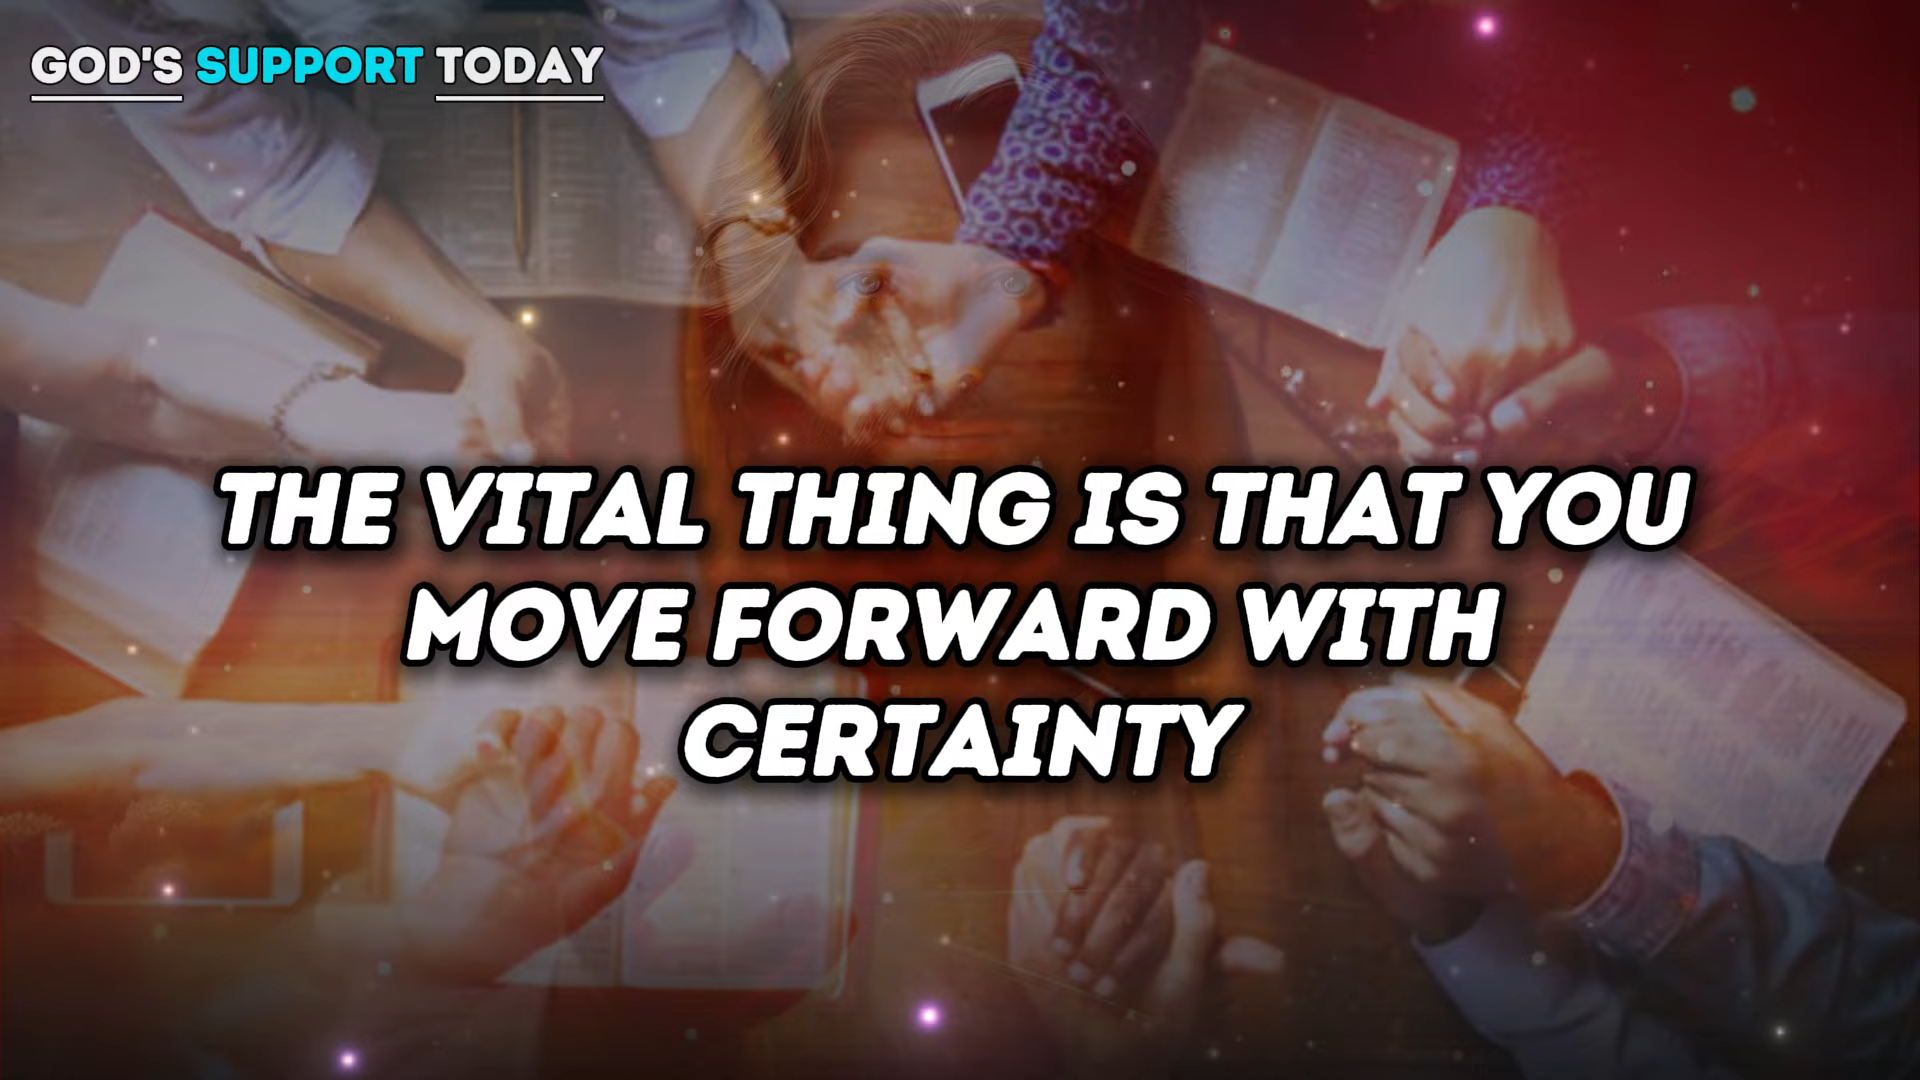 GOD'S SUPPORT TODAY
THE VITAL THING IS THAT YOU
MOVE FORWARD WITH
CERTAINTY